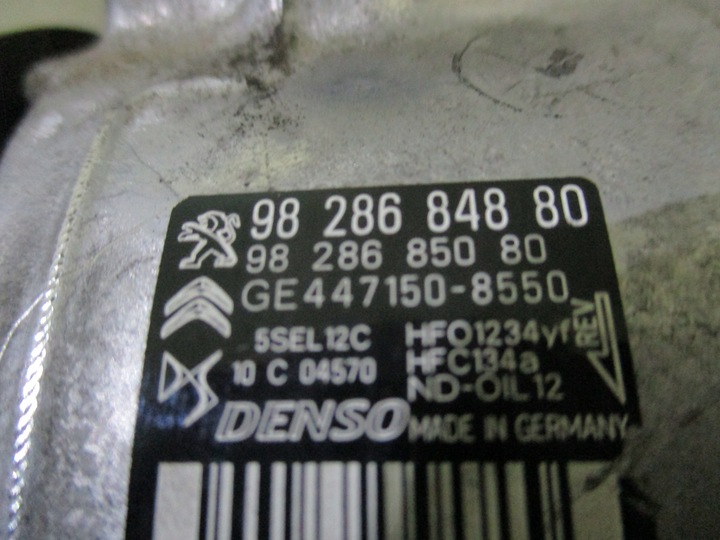 98 286 848 80
98 286 850 80
GE447150-8550
5SEL12C HFO1234yf
10 C 04570 HFC134a
ND-OIL12
REV
DENSO MADE IN GERMANY